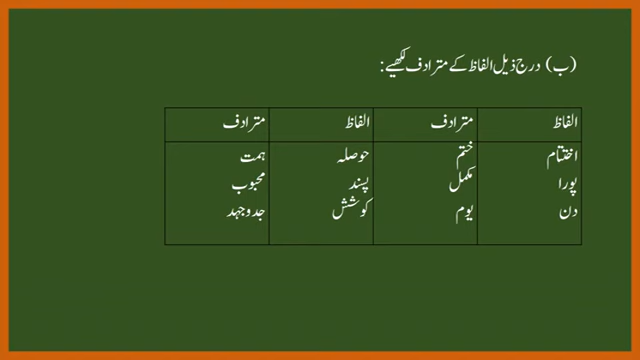 (ب) درج ذیل الفاظ کے مترادف لکھیے:
الفاظ مترادف الفاظ مترادف
اختتام ختم حوصلہ ہمت
پورا مکمل پسند محبوب
دن یوم کوشش جدوجہد